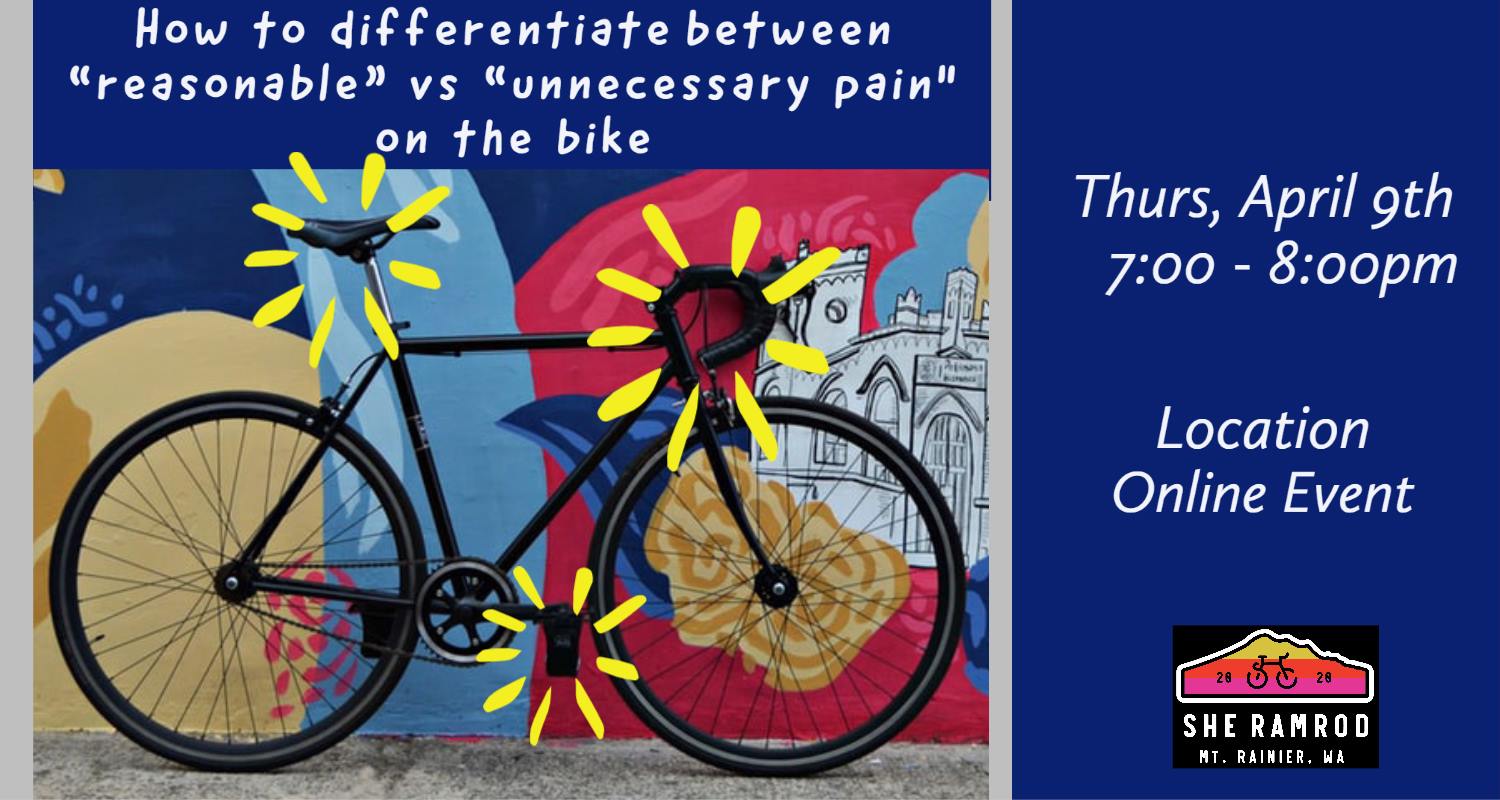 How to differentiate between
“reasonable” vs “unnecessary pain"
on the bike
Thurs, April 9th
7:00 - 8:00pm
Location
Online Event
20 20
SHE RAMROD
MT. RAINIER, WA